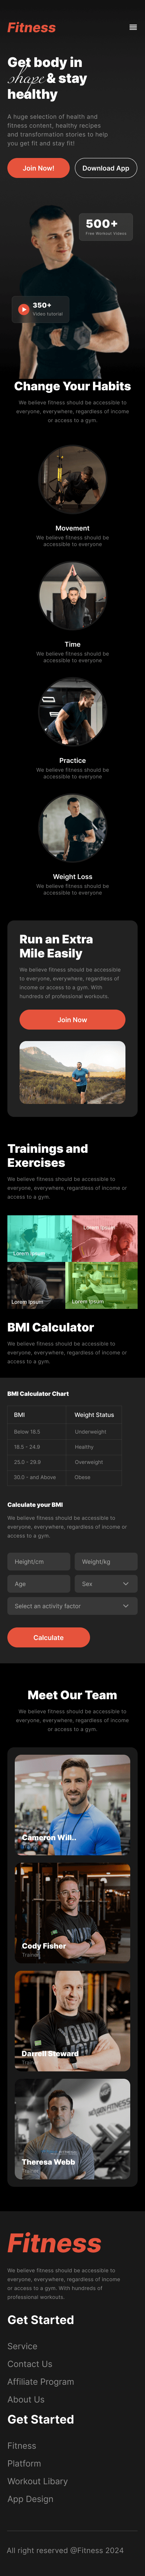 Fitness
Get body in
shape & stay
healthy
A huge selection of health and
fitness content, healthy recipes
and transformation stories to help
you get fit and stay fit!
Join Now!
Download App
500+
Free Workout Videos
350+
Video tutorial
Change Your Habits
We believe fitness should be accessible to
everyone, everywhere, regardless of income
or access to a gym.
Movement
We believe fitness should be
accessible to everyone
Time
We believe fitness should be
accessible to everyone
Practice
We believe fitness should be
accessible to everyone
Weight Loss
We believe fitness should be
accessible to everyone
Run an Extra
Mile Easily
We believe fitness should be accessible
to everyone, everywhere, regardless of
income or access to a gym. With
hundreds of professional workouts.
Join Now
Trainings and
Exercises
We believe fitness should be accessible to
everyone, everywhere, regardless of income or
access to a gym.
Lorem Ipsum
Lorem Ipsum
Lorem Ipsum
Lorem Ipsum
BMI Calculator
We believe fitness should be accessible to
everyone, everywhere, regardless of income or
access to a gym.
BMI Calculator Chart
BMI Weight Status
Below 18.5 Underweight
18.5 - 24.9 Healthy
25.0 - 29.9 Overweight
30.0 - and Above Obese
Calculate your BMI
We believe fitness should be accessible to
everyone, everywhere, regardless of income or
access to a gym.
Height/cm
Weight/kg
Age
Sex
Select an activity factor
Calculate
Meet Our Team
We believe fitness should be accessible to
everyone, everywhere, regardless of income
or access to a gym.
Cameron Will..
Trainer
Cody Fisher
Trainer
Darrell Steward
Trainer
Theresa Webb
Trainer
Fitness
We believe fitness should be accessible to
everyone, everywhere, regardless of income
or access to a gym. With hundreds of
professional workouts.
Get Started
Service
Contact Us
Affiliate Program
About Us
Get Started
Fitness
Platform
Workout Libary
App Design
All right reserved @Fitness 2024